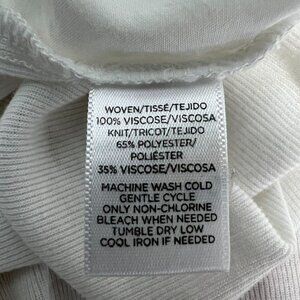 WOVEN/TISSÉ/TEJIDO
100% VISCOSE/VISCOSA
KNIT/TRICOT/TEJIDO
65% POLYESTER/
POLIÉSTER
35% VISCOSE/VISCOSA
MACHINE WASH COLD
GENTLE CYCLE
ONLY NON-CHLORINE
BLEACH WHEN NEEDED
TUMBLE DRY LOW
COOL IRON IF NEEDED